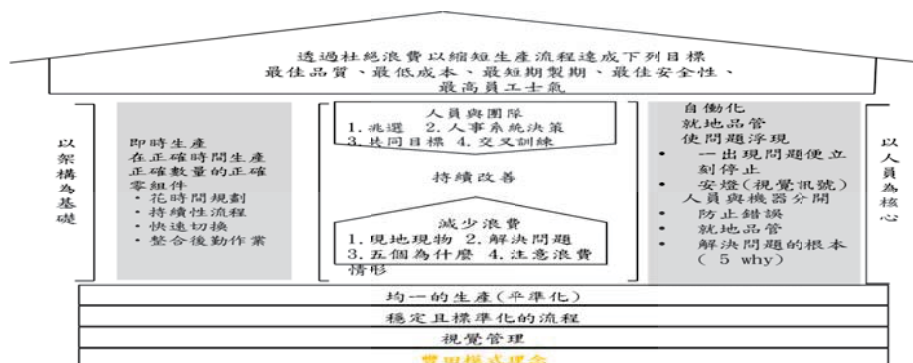 透過杜絕浪費以縮短生產流程達成下列目標
最佳品質、最低成本、最短期製期、最佳安全性、
最高員工士氣
以架構為基礎
即時生產
在正確時間生產
正確數量的正確
零組件
・花時間規劃
・持續性流程
・快速切換
・整合後勤作業
人員與團隊
1.兆選 2.人事系統決策
3.共同目標 4.交叉訓練
持續改善
減少浪費
1.現地現物 2.解決問題
3.五個為什麼 4.注意浪費
情形
自働化
就地品管
使問題浮現
• 一出現問題便立
刻停止
• 安燈(視覺訊號)
人員與機器分開
• 防止錯誤
• 就地品管
• 解決問題的根本
( 5 why)
以人員為核心
均一的生產(平準化)
穩定且標準化的流程
視覺管理
豐田模式理念